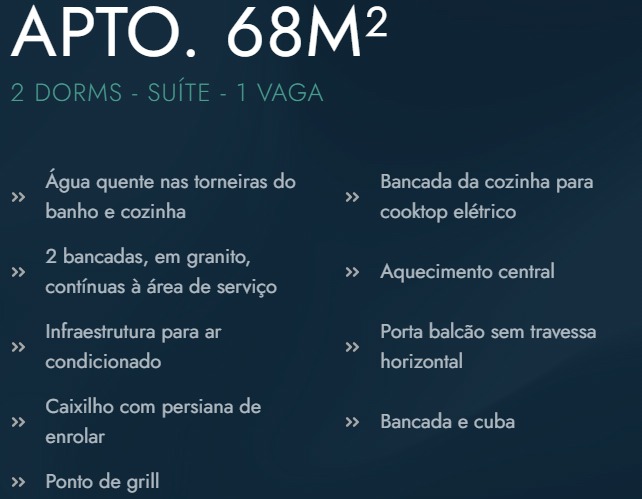 APTO. 68M²
2 DORMS - SUÍTE - 1 VAGA
Água quente nas torneiras do
banho e cozinha
2 bancadas, em granito,
contínuas à área de serviço
Infraestrutura para ar
condicionado
Caixilho com persiana de
enrolar
Ponto de grill
Bancada da cozinha para
cooktop elétrico
Aquecimento central
Porta balcão sem travessa
horizontal
Bancada e cuba